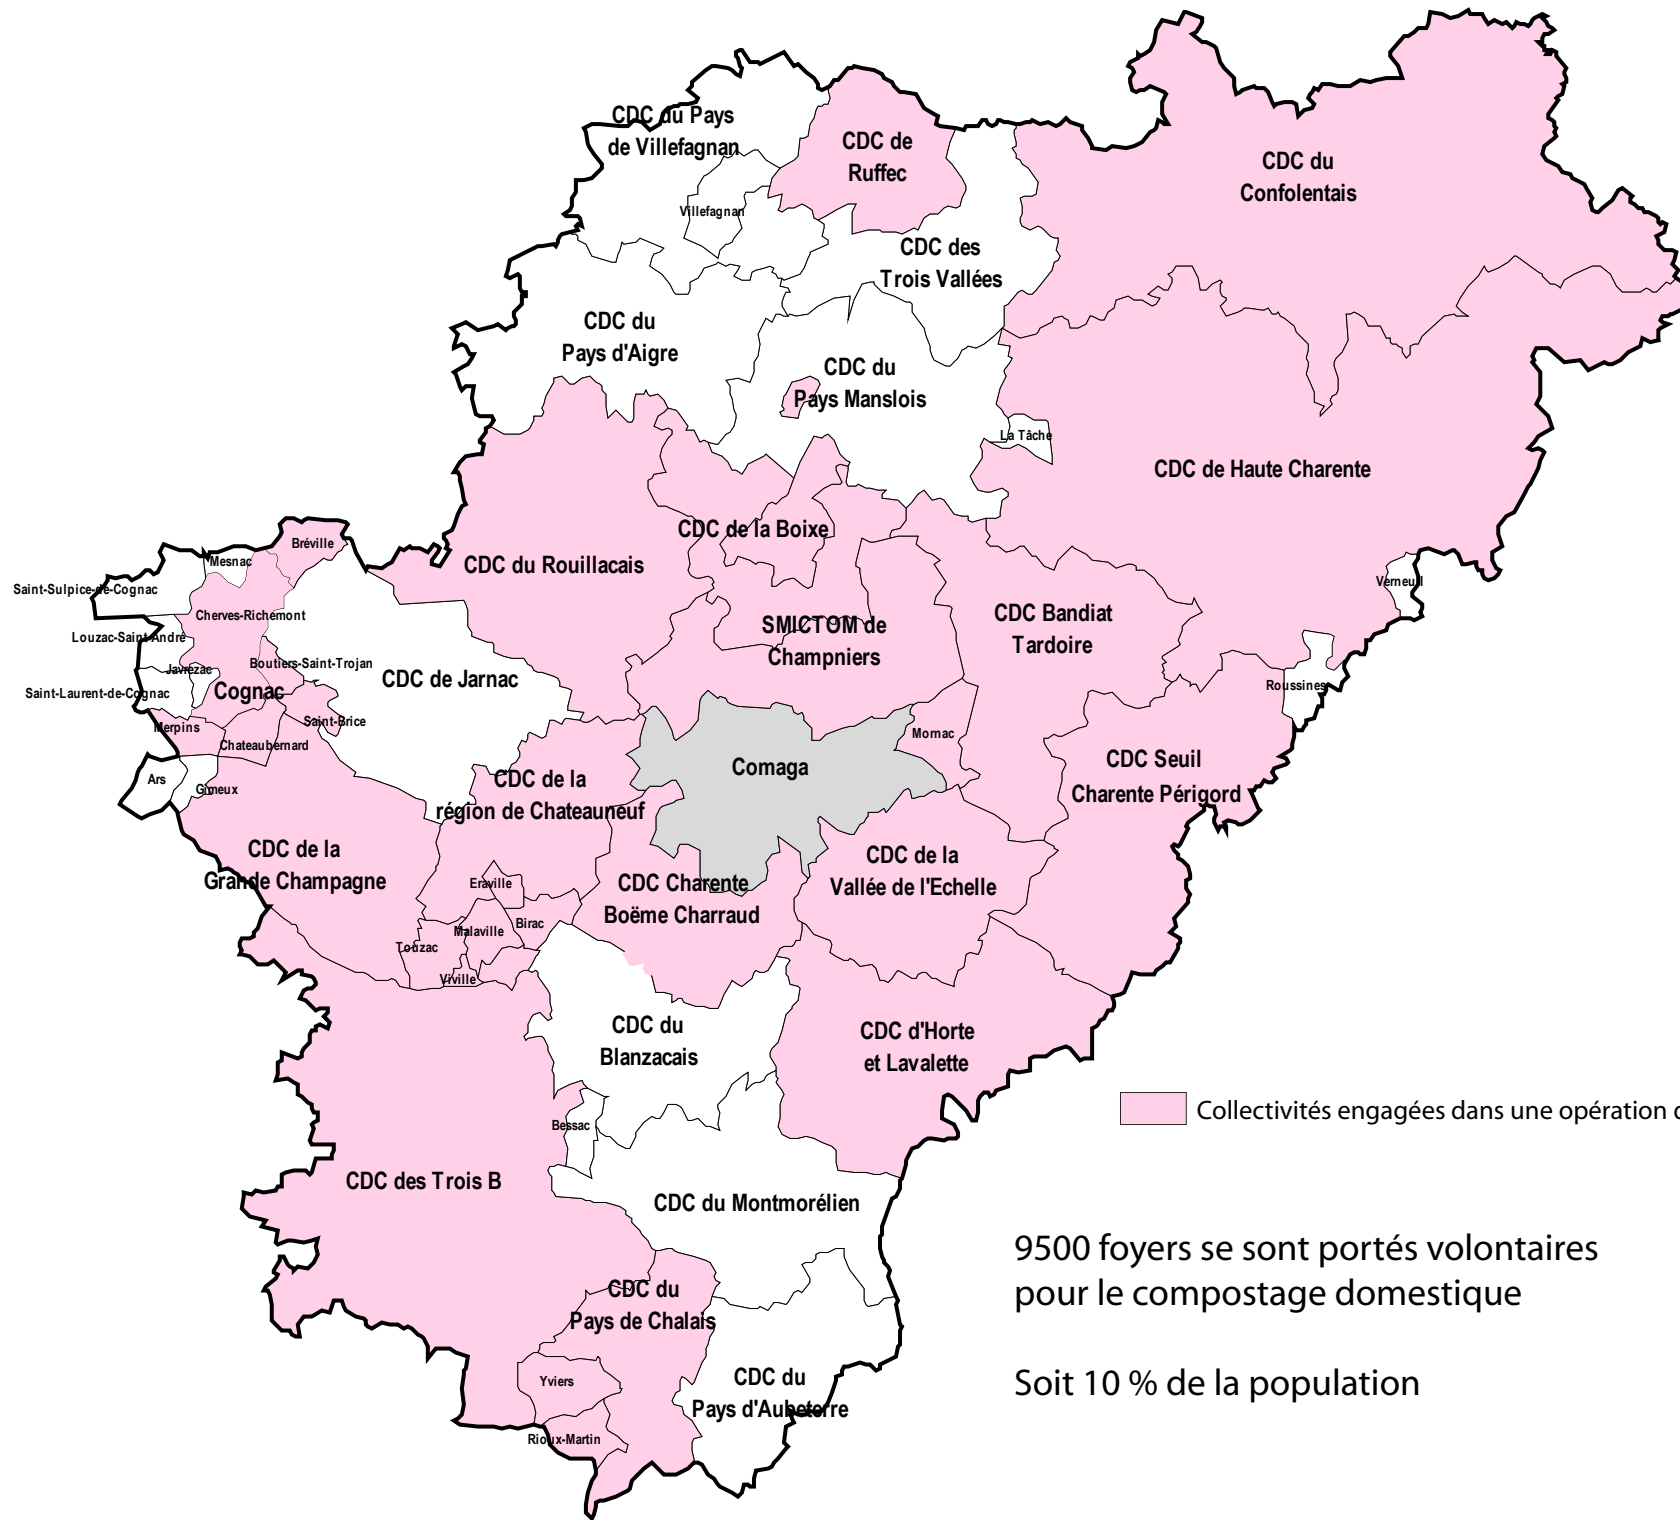 CDC du Pays
de Villefagnan
Villefagnan
CDC de
Ruffec
CDC du
Confolentais
CDC des
Trois Vallées
CDC du
Pays d'Aigre
CDC du
Pays Manslois
La Tâche
CDC de Haute Charente
CDC du Rouillacais
CDC de la Boixe
SMICTOM de
Champniers
CDC Bandiat
Tardoire
Verneuil
Roussines
Bréville
Mesnac
Saint-Sulpice-de-Cognac
Cherves-Richemont
Louzac-Saint André
Javrezac
Boutiers-Saint-Trojan
Saint-Laurent-de-Cognac
Cognac
CDC de Jarnac
Merpins
Saint-Brice
Chateaubernard
Ars
Gimeux
Mornac
Comaga
CDC Seuil
Charente Périgord
CDC de la
région de Chateauneuf
CDC de la
Grande Champagne
Eraville
CDC Charente
Boëme Charraud
CDC de la
Vallée de l'Echelle
Malaville
Birac
Touzac
Viville
CDC du
Blanzacais
CDC d'Horte
et Lavalette
Bessac
CDC des Trois B
CDC du Montmorélien
CDC du
Pays de Chalais
Yviers
Rioux-Martin
CDC du
Pays d'Aubeterre
Collectivités engagées dans une opération
9500 foyers se sont portés volontaires
pour le compostage domestique
Soit 10 % de la population